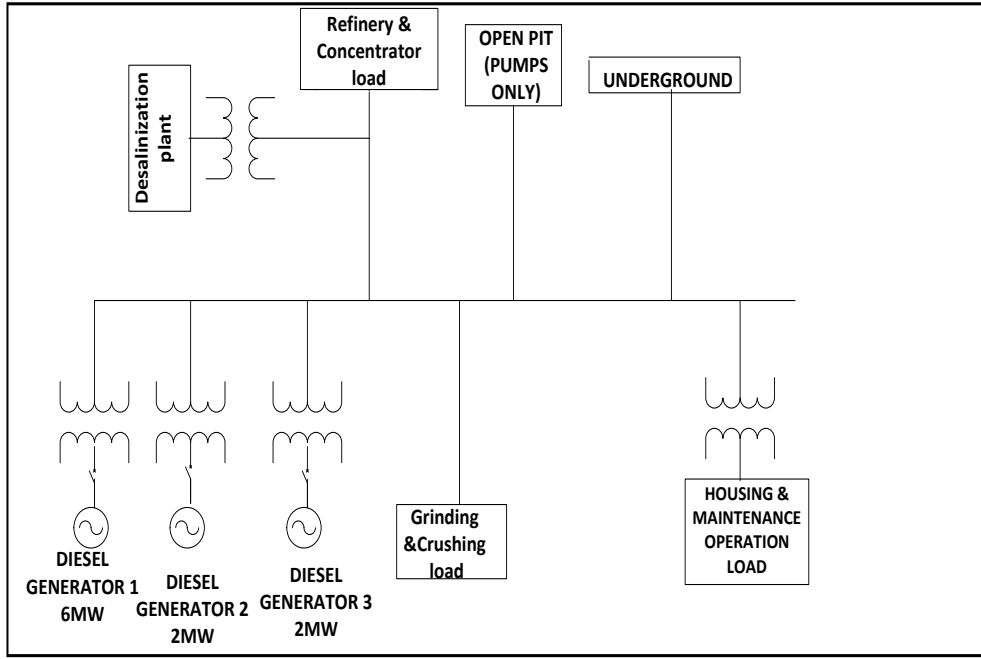 Refinery &
Concentrator
load
OPEN PIT
(PUMPS
ONLY)
UNDERGROUND
Desalinization
plant
DIESEL
GENERATOR 1
6MW
DIESEL
GENERATOR 2
2MW
DIESEL
GENERATOR 3
2MW
Grinding
&Crushing
load
HOUSING &
MAINTENANCE
OPERATION
LOAD